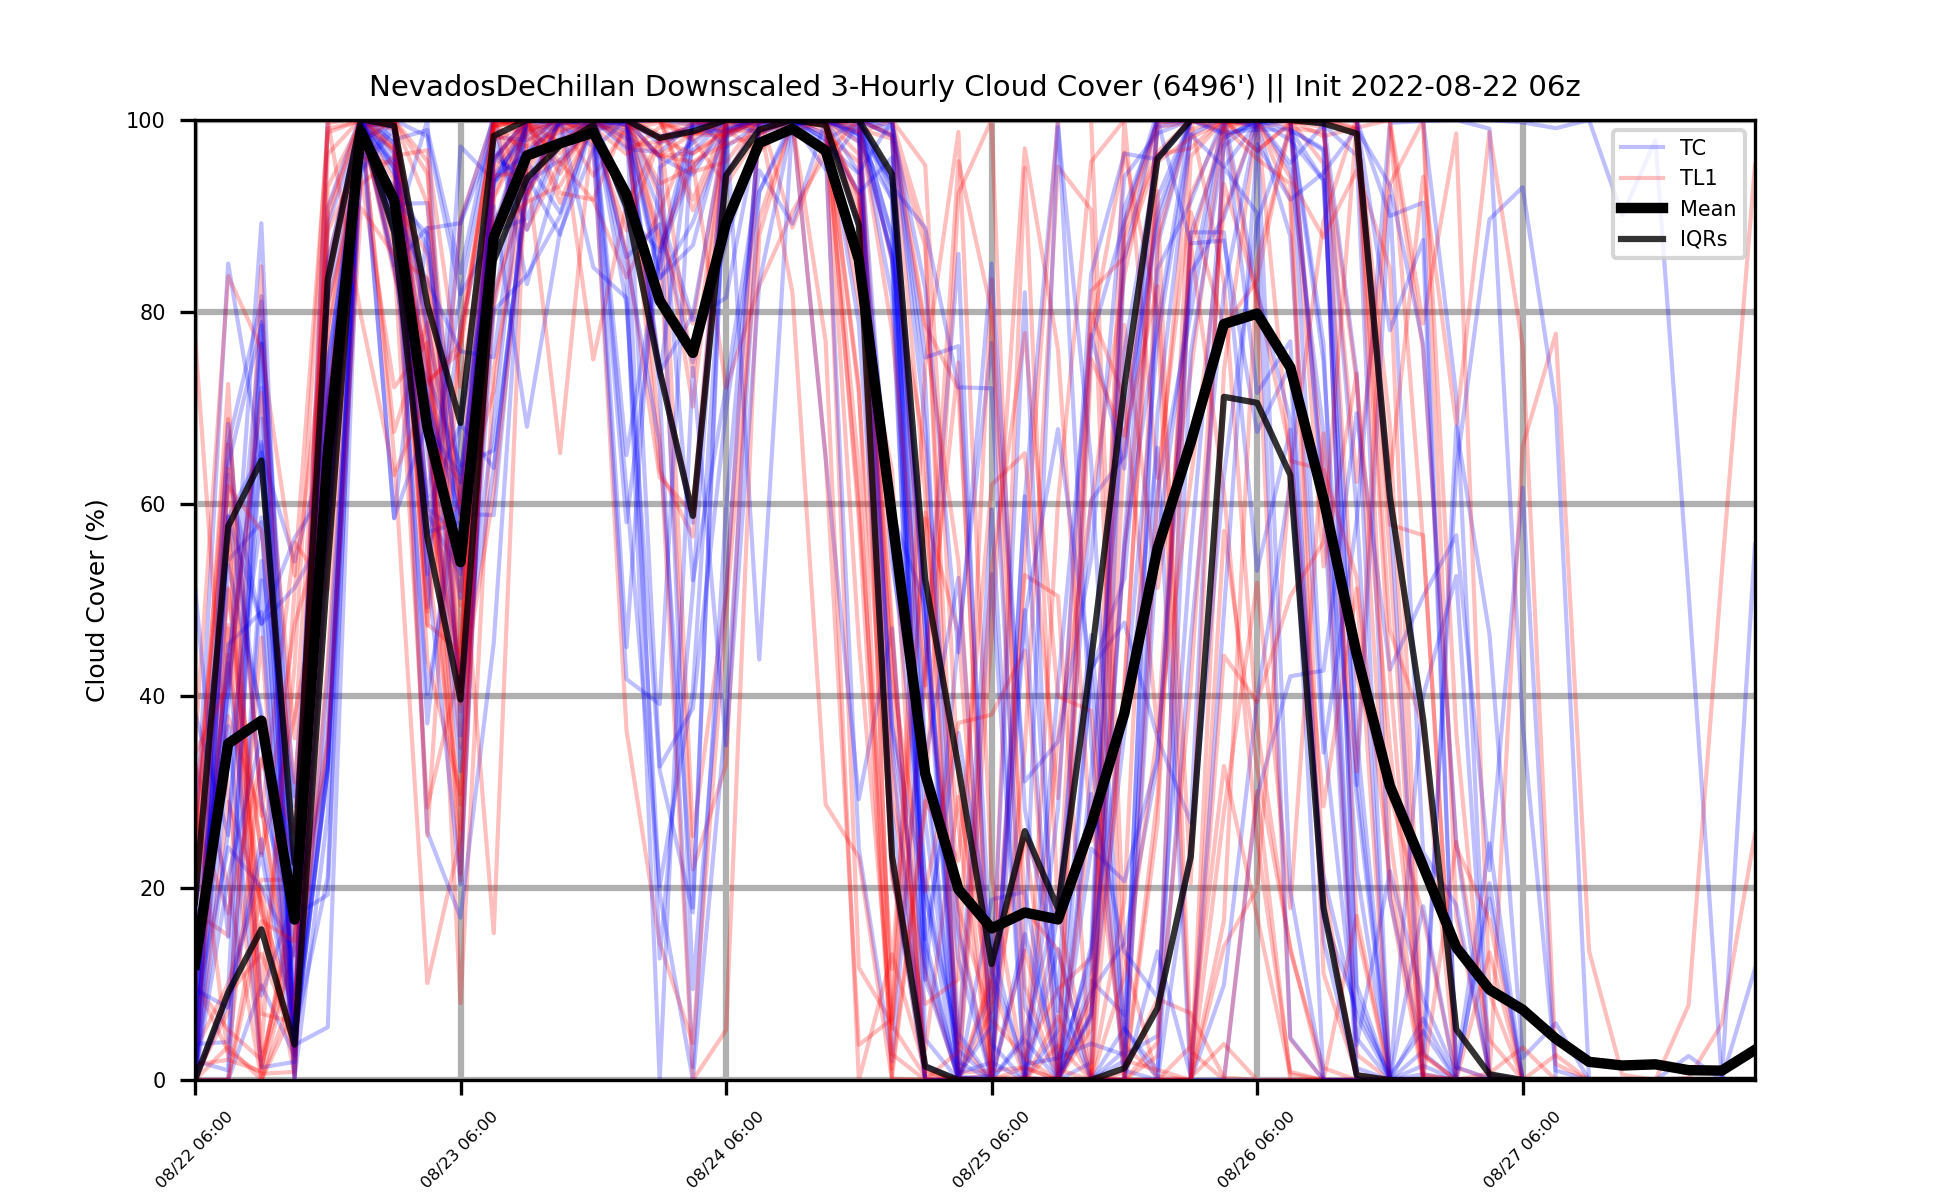 NevadosDeChillan Downscaled 3-Hourly Cloud Cover (6496') || Init 2022-08-22 06z
100
80
60
40
20
0
Cloud Cover (%)
TC
TL1
Mean
IQRs
08/22 06:00
08/23 06:00
08/24 06:00
08/25 06:00
08/26 06:00
08/27 06:00